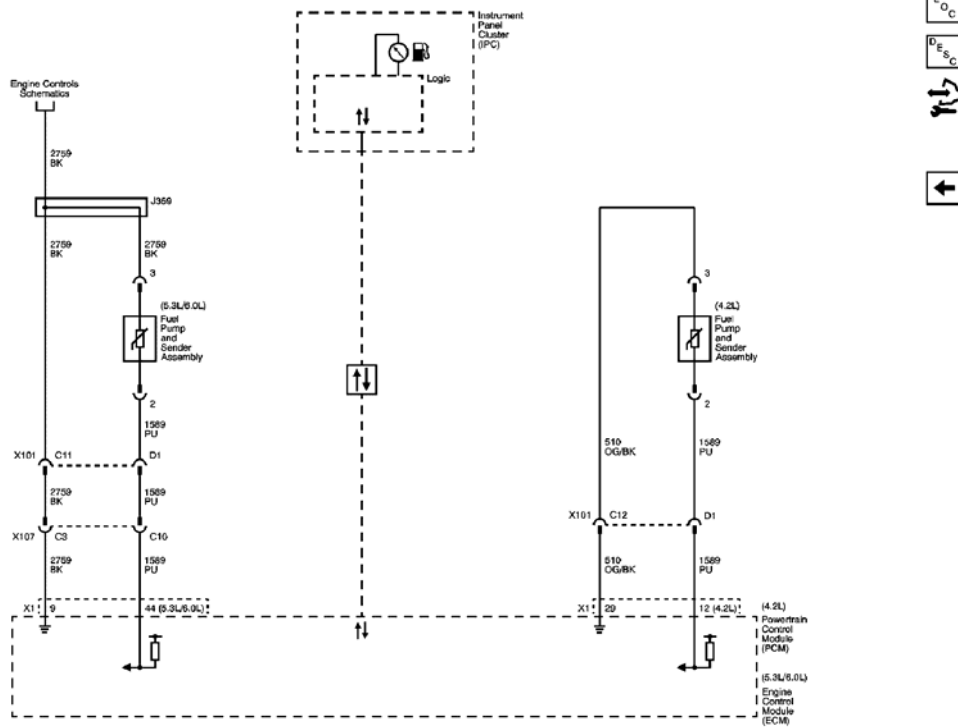 Instrument
Panel
Cluster
(IPC)
Logic
Engine Controls
Schematics
2759
BK
J359
2759
BK
2759
BK
3
(5.3L/6.0L)
Fuel
Pump
and
Sender
Assembly
2
1589
PU
X101
C11
D1
2759
BK
1589
PU
X107
C3
C10
2759
BK
1589
PU
X1
9
44 (5.3L/6.0L)
3
(4.2L)
Fuel
Pump
and
Sender
Assembly
2
510
OG/BK
1589
PU
X101
C12
D1
510
OG/BK
1589
PU
X1
29
12 (4.2L)
(4.2L)
Powertrain
Control
Module
(PCM)
(5.3L/6.0L)
Engine
Control
Module
(ECM)
OC
DESC